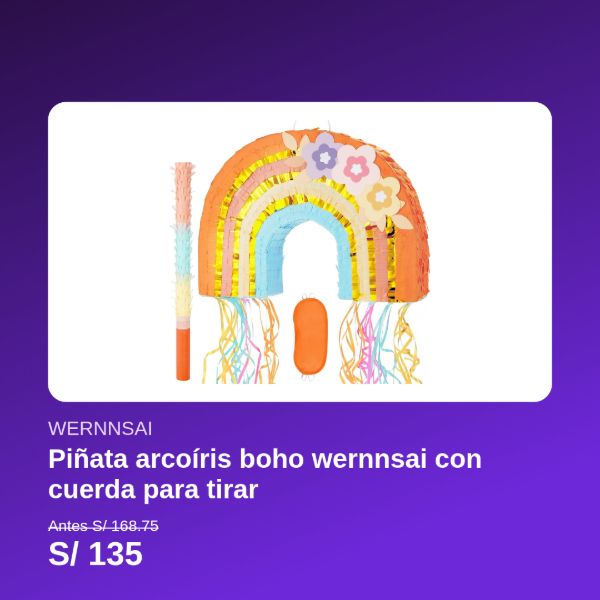 WERNNSAI
Piñata arcoíris boho wernnsai con
cuerda para tirar
Antes S/ 168.75
S/ 135